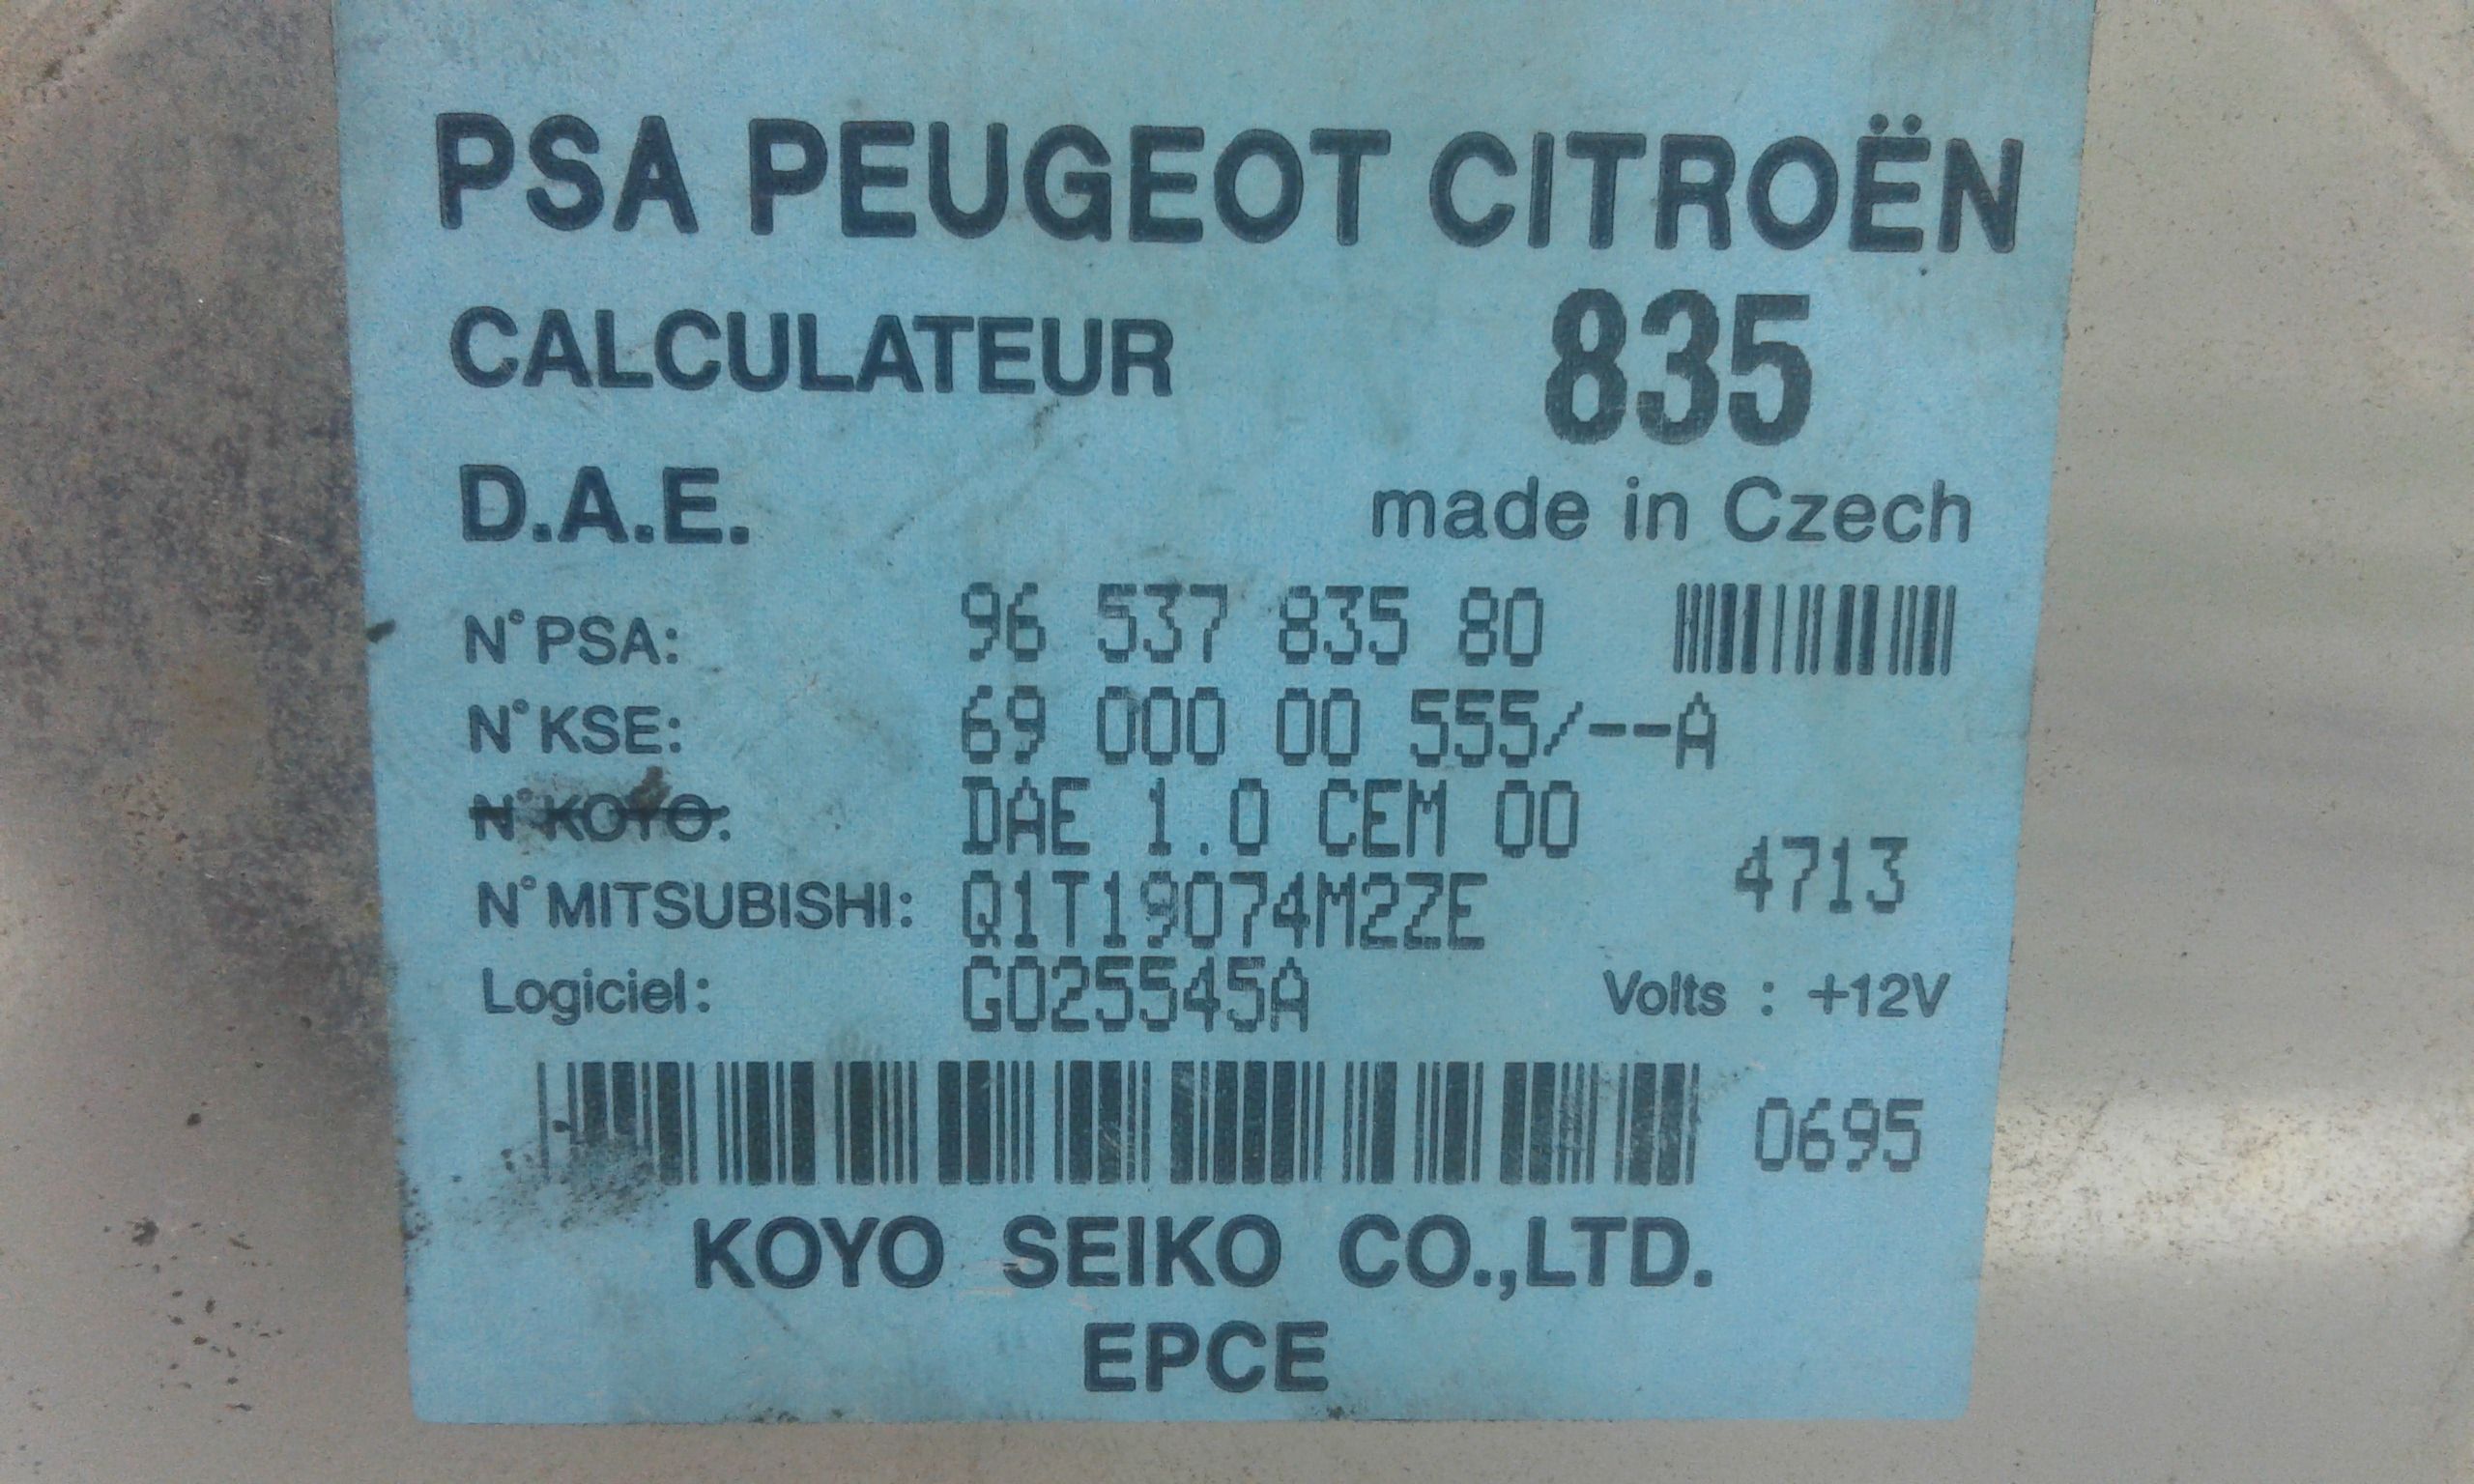 PSA PEUGEOT CITROËN
CALCULATEUR 835
D.A.E. made in Czech
N° PSA: 96 537 835 80
N° KSE: 69 000 00 555/--A
N° KOYO: DAE 1.0 CEM 00
4713
N° MITSUBISHI: Q1T19074M2ZE
Logiciel: G025545A Volts : +12V
0695
KOYO SEIKO CO.,LTD.
EPCE